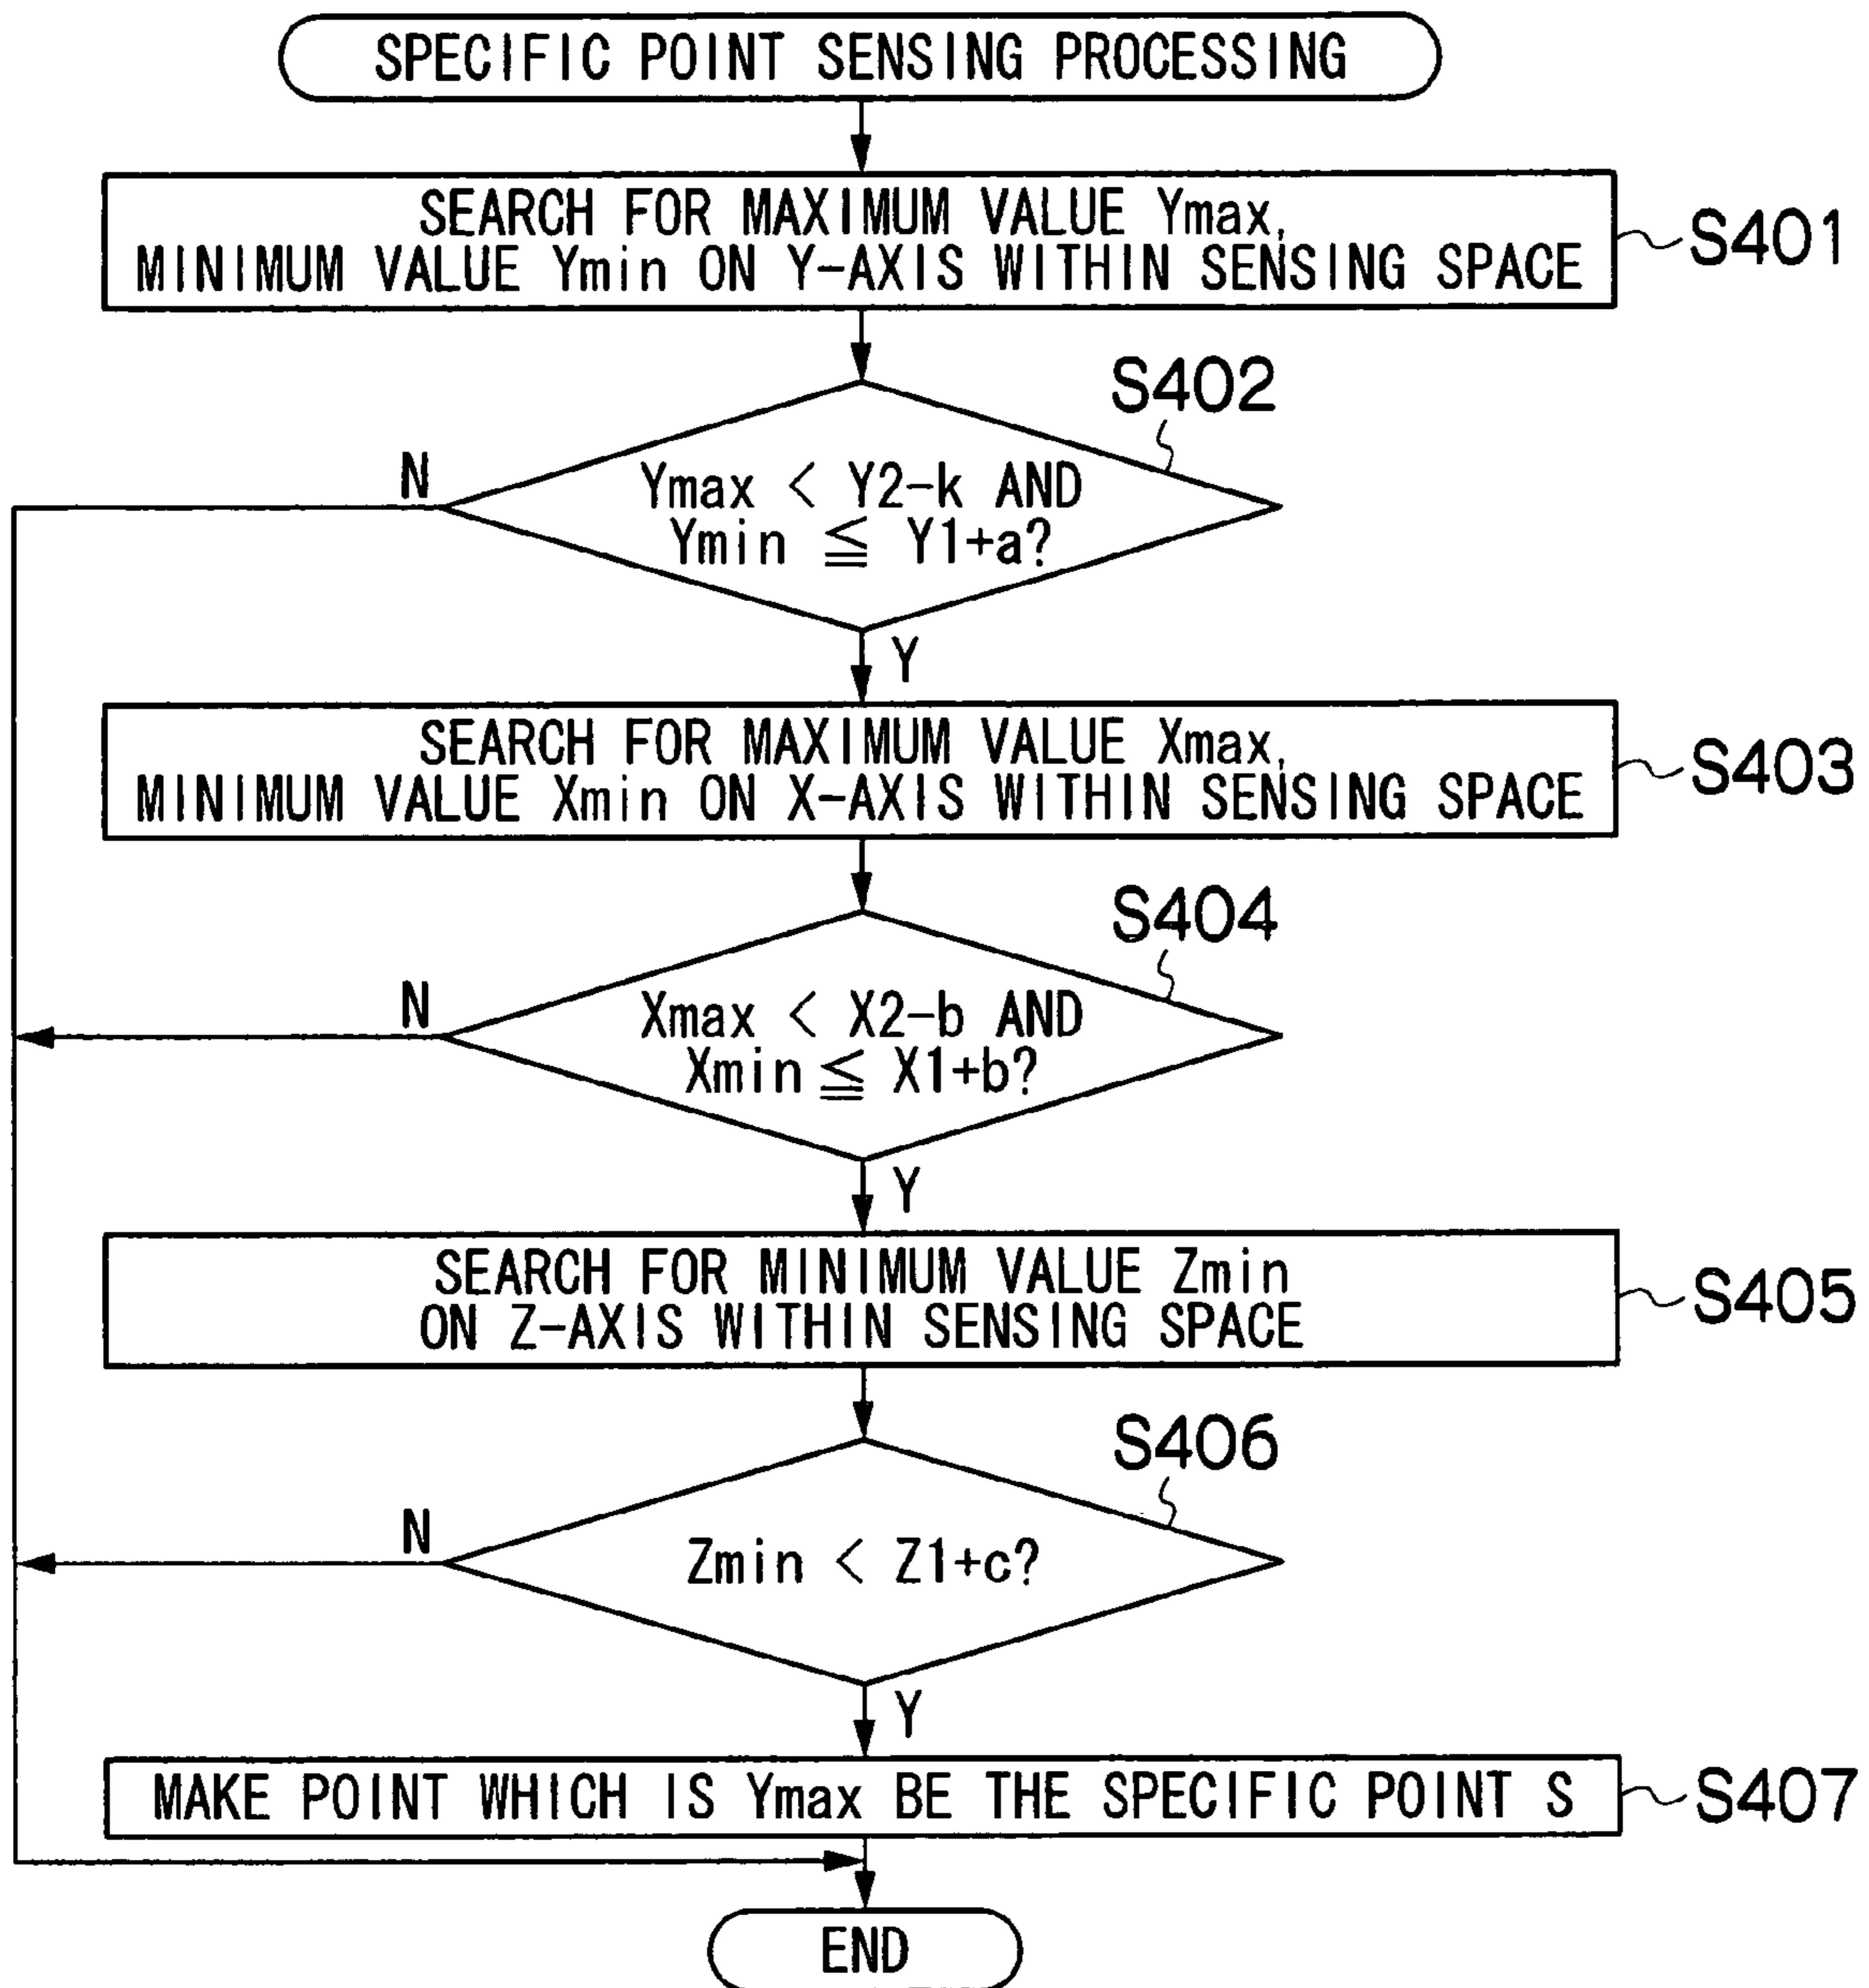 SPECIFIC POINT SENSING PROCESSING
SEARCH FOR MAXIMUM VALUE Ymax,
MINIMUM VALUE Ymin ON Y-AXIS WITHIN SENSING SPACE
S401
S402
N
Ymax < Y2-k AND
Ymin ≦ Y1+a?
Y
SEARCH FOR MAXIMUM VALUE Xmax,
MINIMUM VALUE Xmin ON X-AXIS WITHIN SENSING SPACE
S403
S404
N
Xmax < X2-b AND
Xmin ≦ X1+b?
Y
SEARCH FOR MINIMUM VALUE Zmin
ON Z-AXIS WITHIN SENSING SPACE
S405
S406
N
Zmin < Z1+c?
Y
MAKE POINT WHICH IS Ymax BE THE SPECIFIC POINT S
S407
END